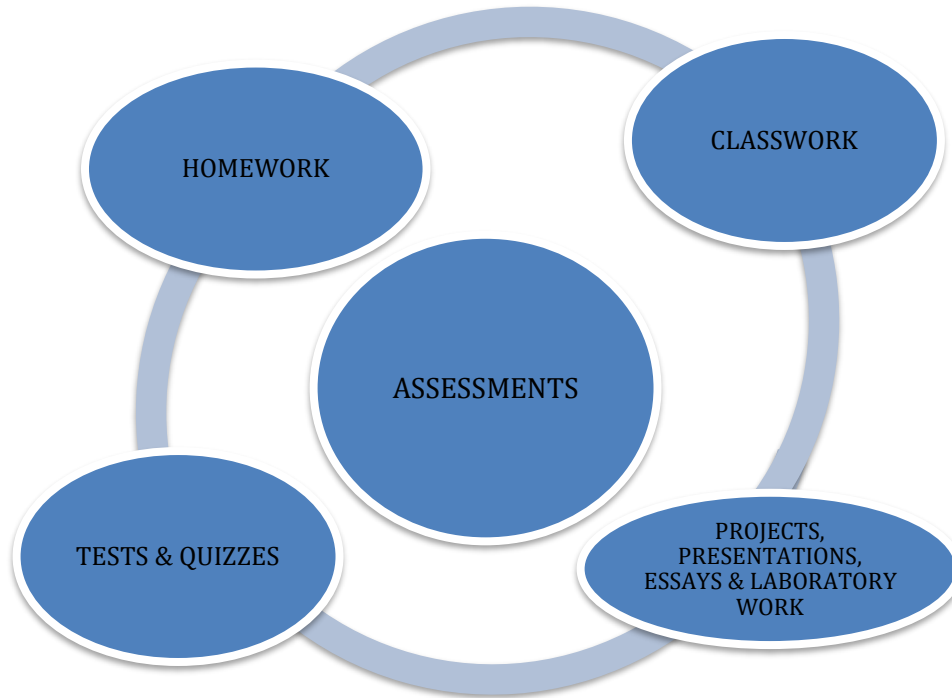 HOMEWORK
CLASSWORK
ASSESSMENTS
TESTS & QUIZZES
PROJECTS,
PRESENTATIONS,
ESSAYS & LABORATORY
WORK